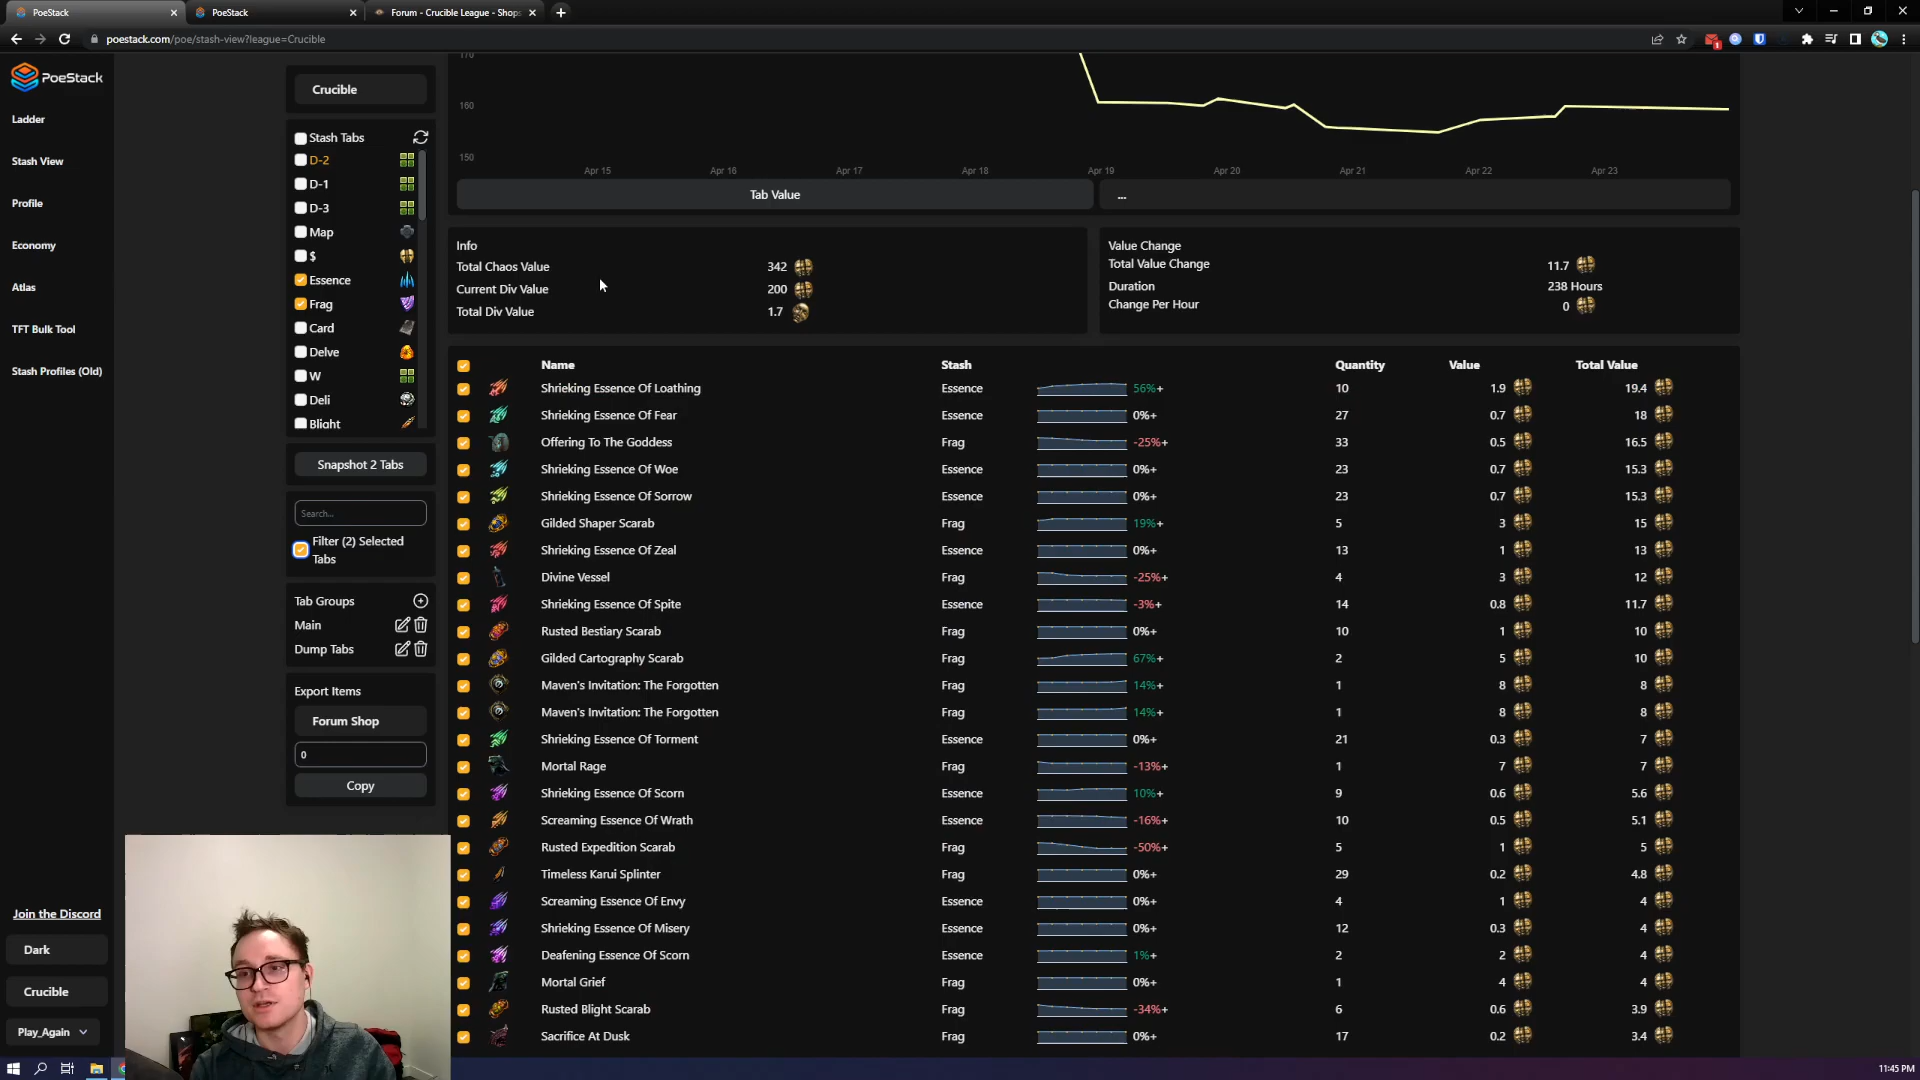 PoeStack
PoeStack
Forum - Crucible League - Shops
poestack.com/poe/stash-view?league=Crucible
PoeStack
Ladder
Stash View
Profile
Economy
Atlas
TFT Bulk Tool
Stash Profiles (Old)
Join the Discord
Dark
Crucible
Play_Again
Crucible
Stash Tabs
D-2
D-1
D-3
Map
$
Essence
Frag
Card
Delve
W
Deli
Blight
Snapshot 2 Tabs
Search...
Filter (2) Selected
Tabs
Tab Groups
Main
Dump Tabs
Export Items
Forum Shop
0
Copy
170
160
150
Apr 15 Apr 16 Apr 17 Apr 18 Apr 19 Apr 20 Apr 21 Apr 22 Apr 23
Tab Value
...
Info
Total Chaos Value 342
Current Div Value 200
Total Div Value 1.7
Value Change
Total Value Change 11.7
Duration 238 Hours
Change Per Hour 0
Name Stash Quantity Value Total Value
Shrieking Essence Of Loathing Essence 56%+ 10 1.9 19.4
Shrieking Essence Of Fear Essence 0%+ 27 0.7 18
Offering To The Goddess Frag -25%+ 33 0.5 16.5
Shrieking Essence Of Woe Essence 0%+ 23 0.7 15.3
Shrieking Essence Of Sorrow Essence 0%+ 23 0.7 15.3
Gilded Shaper Scarab Frag 19%+ 5 3 15
Shrieking Essence Of Zeal Essence 0%+ 13 1 13
Divine Vessel Frag -25%+ 4 3 12
Shrieking Essence Of Spite Essence -3%+ 14 0.8 11.7
Rusted Bestiary Scarab Frag 0%+ 10 1 10
Gilded Cartography Scarab Frag 67%+ 2 5 10
Maven's Invitation: The Forgotten Frag 14%+ 1 8 8
Maven's Invitation: The Forgotten Frag 14%+ 1 8 8
Shrieking Essence Of Torment Essence 0%+ 21 0.3 7
Mortal Rage Frag -13%+ 1 7 7
Shrieking Essence Of Scorn Essence 10%+ 9 0.6 5.6
Screaming Essence Of Wrath Essence -16%+ 10 0.5 5.1
Rusted Expedition Scarab Frag -50%+ 5 1 5
Timeless Karui Splinter Frag 0%+ 29 0.2 4.8
Screaming Essence Of Envy Essence 0%+ 4 1 4
Shrieking Essence Of Misery Essence 0%+ 12 0.3 4
Deafening Essence Of Scorn Essence 1%+ 2 2 4
Mortal Grief Frag 0%+ 1 4 4
Rusted Blight Scarab Frag -34%+ 6 0.6 3.9
Sacrifice At Dusk Frag 0%+ 17 0.2 3.4
11:45 PM